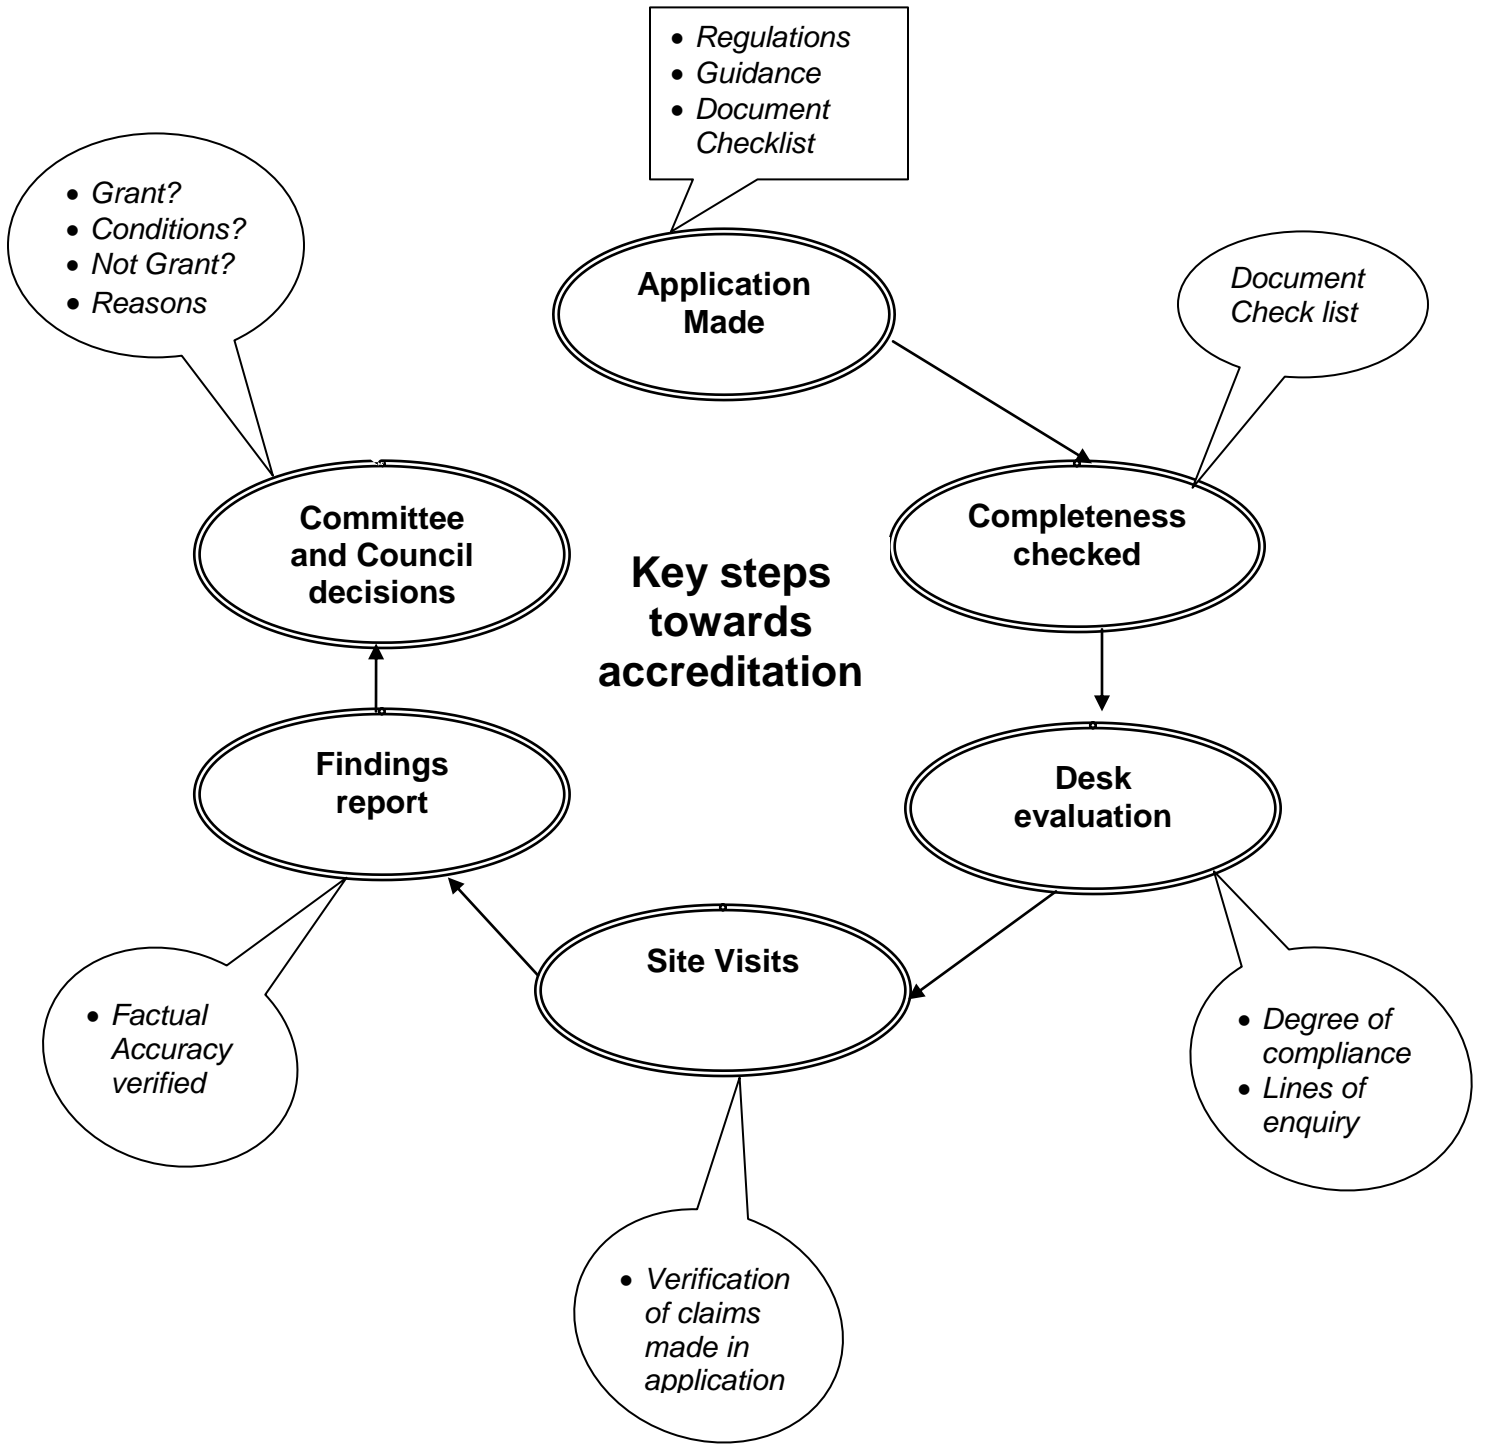 • Regulations
• Guidance
• Document
Checklist
Application
Made
Document
Check list
Completeness
checked
Desk
evaluation
• Degree of
compliance
• Lines of
enquiry
Site Visits
• Verification
of claims
made in
application
Findings
report
• Factual
Accuracy
verified
Committee
and Council
decisions
• Grant?
• Conditions?
• Not Grant?
• Reasons
Key steps
towards
accreditation